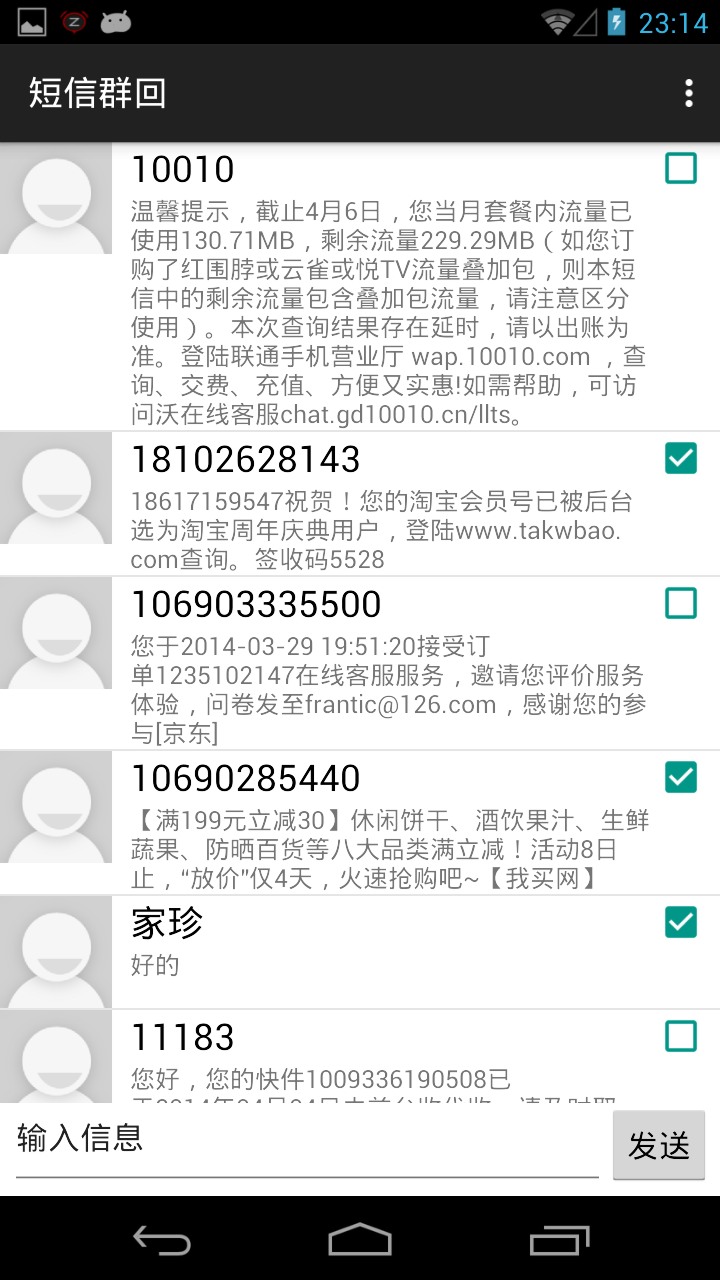 23:14
短信群回
10010
温馨提示，截止4月6日，您当月套餐内流量已
使用130.71MB，剩余流量229.29MB（如您订
购了红围脖或云雀或悦TV流量叠加包，则本短
信中的剩余流量包含叠加包流量，请注意区分
使用）。本次查询结果存在延时，请以出账为
准。登陆联通手机营业厅 wap.10010.com ，查
询、交费、充值、方便又实惠!如需帮助，可访
问沃在线客服chat.gd10010.cn/llts。
18102628143
18617159547祝贺！您的淘宝会员号已被后台
选为淘宝周年庆典用户，登陆www.takwbao.
com查询。签收码5528
106903335500
您于2014-03-29 19:51:20接受订
单1235102147在线客服服务，邀请您评价服务
体验，问卷发至frantic@126.com，感谢您的参
与[京东]
10690285440
【满199元立减30】休闲饼干、酒饮果汁、生鲜
蔬果、防晒百货等八大品类满立减！活动8日
止，“放价”仅4天，火速抢购吧~【我买网】
家珍
好的
11183
您好，您的快件1009336190508已
输入信息
发送